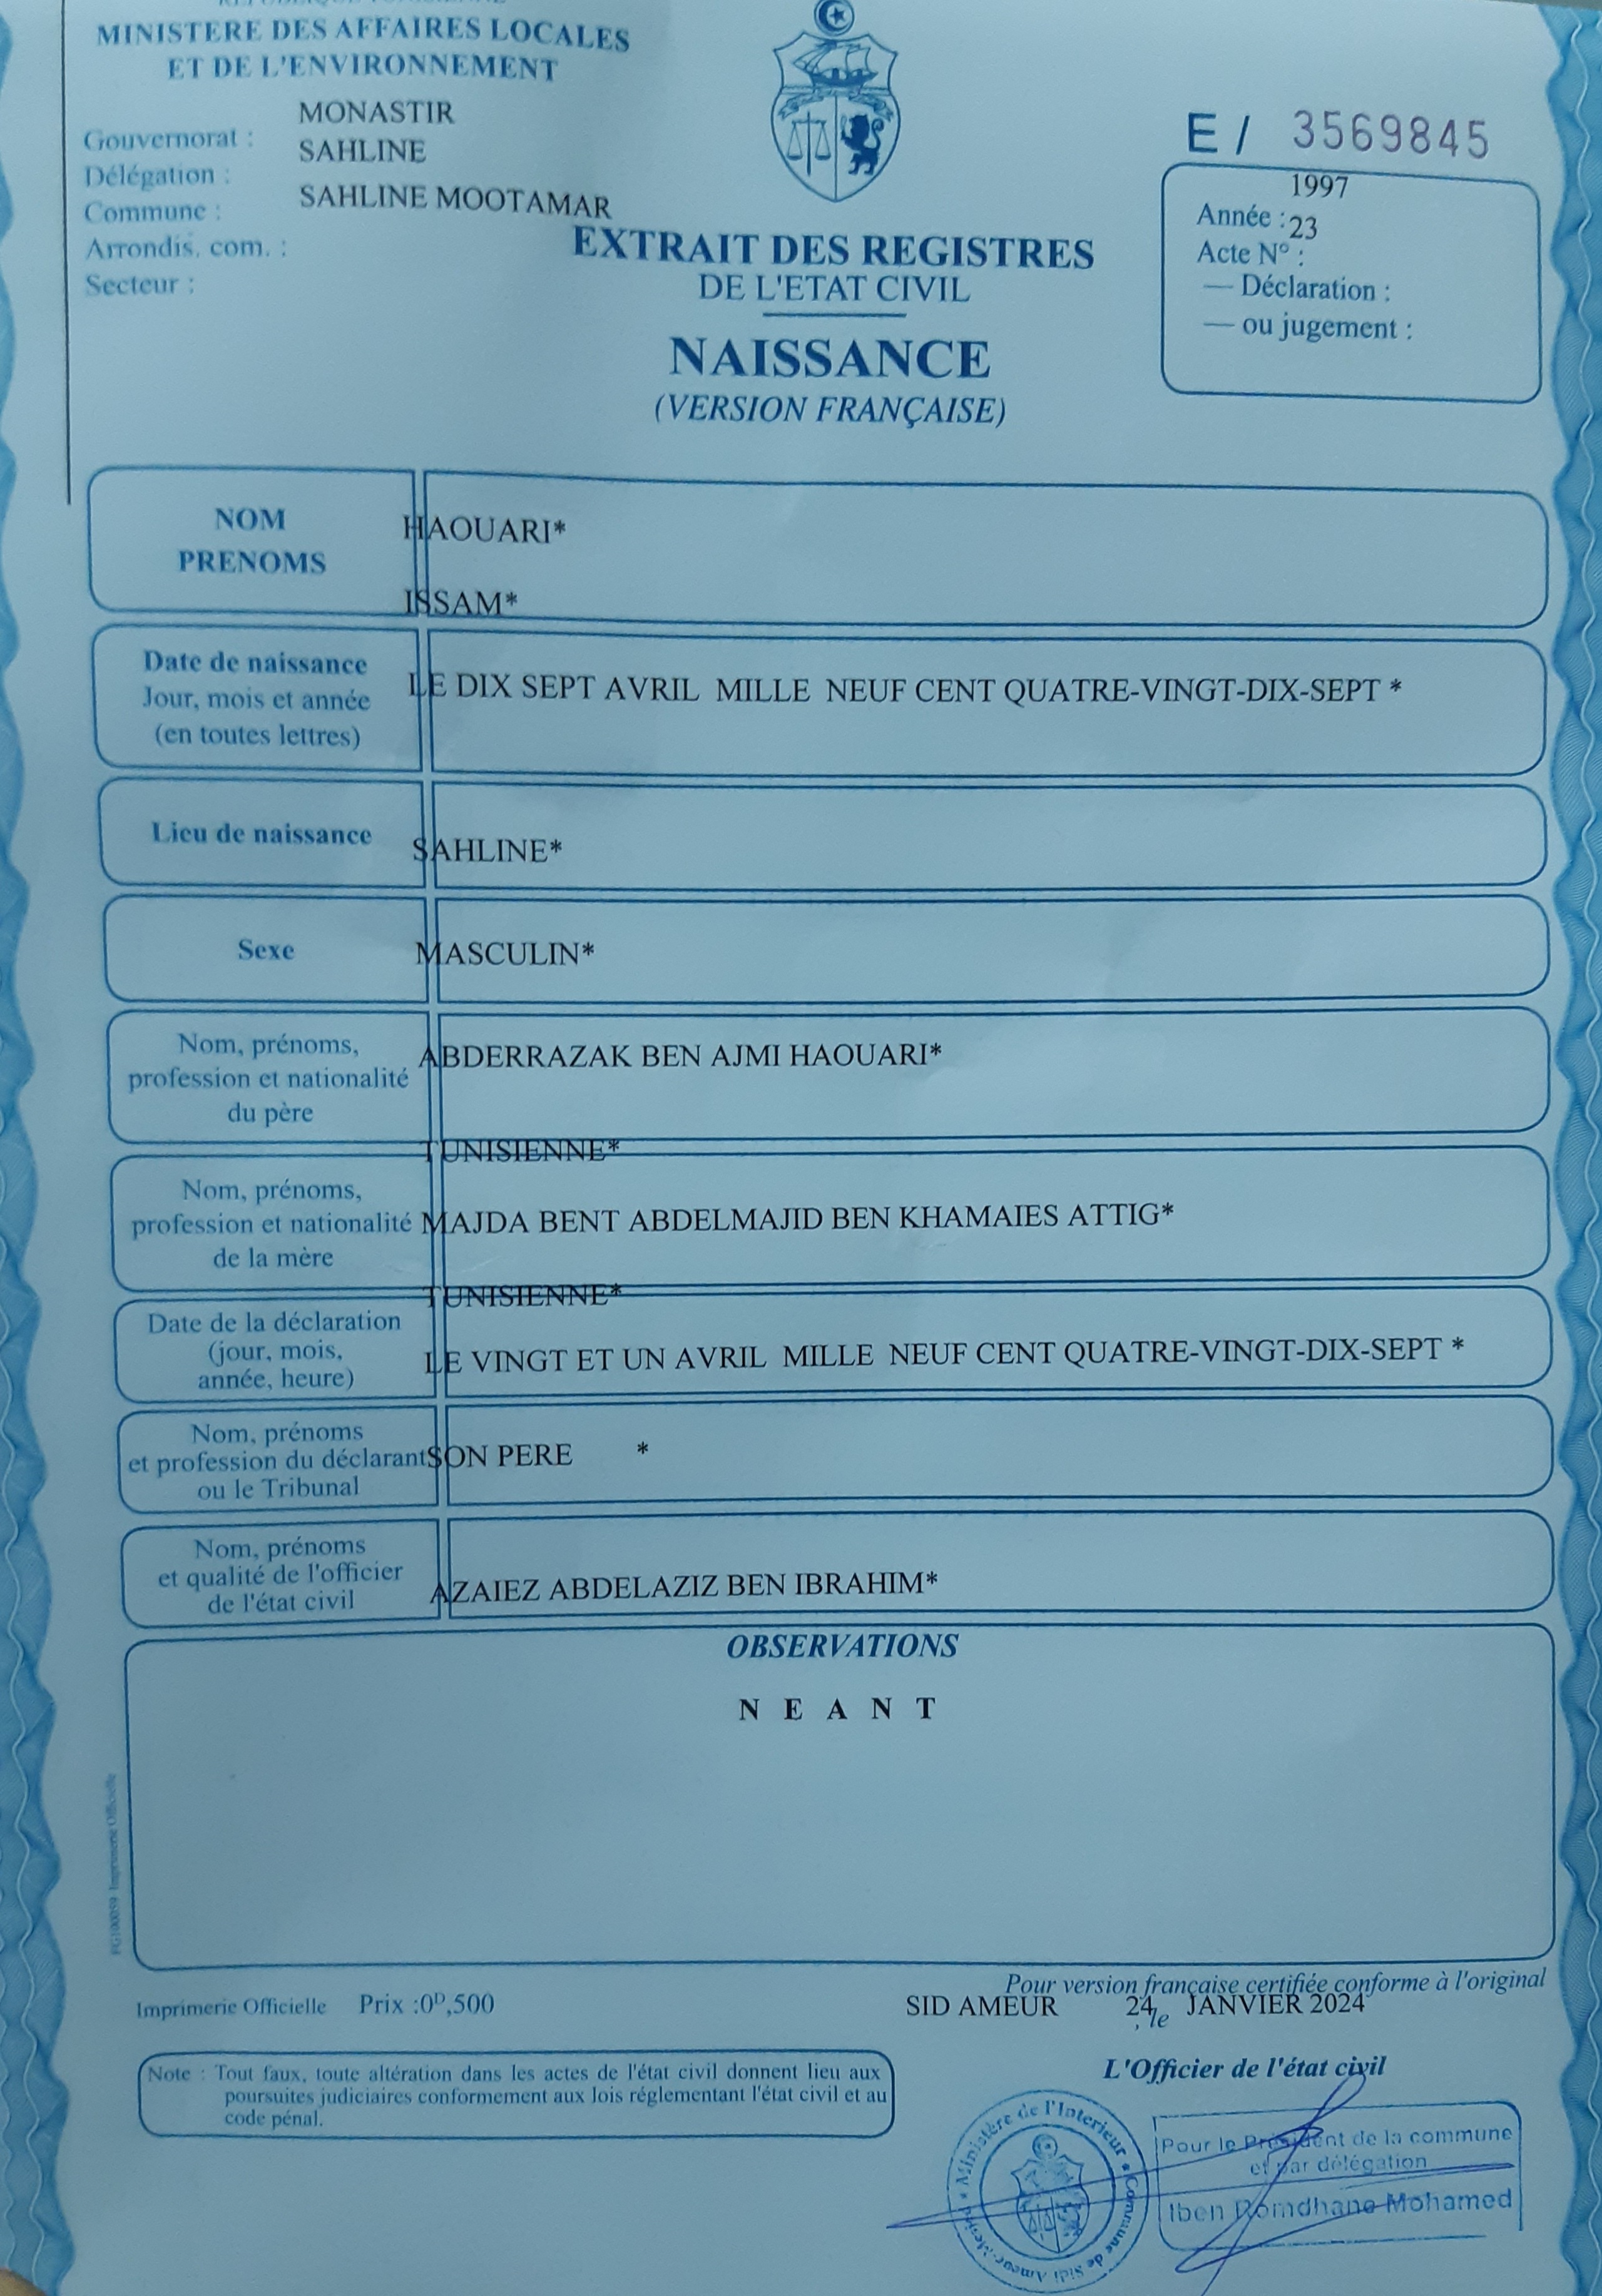 MINISTERE DES AFFAIRES LOCALES
ET DE L'ENVIRONNEMENT
MONASTIR
Gouvernorat :
SAHLINE
Délégation :
SAHLINE MOOTAMAR
Commune :
Arrondis. com. :
Secteur :
E / 3569845
1997
Année :
23
Acte N° :
— Déclaration :
— ou jugement :
EXTRAIT DES REGISTRES
DE L'ETAT CIVIL
NAISSANCE
(VERSION FRANÇAISE)
NOM
PRENOMS
HAOUARI*
ISSAM*
Date de naissance
Jour, mois et année
(en toutes lettres)
LE DIX SEPT AVRIL MILLE NEUF CENT QUATRE-VINGT-DIX-SEPT *
Lieu de naissance
SAHLINE*
Sexe
MASCULIN*
Nom, prénoms,
profession et nationalité
du père
ABDERRAZAK BEN AJMI HAOUARI*
TUNISIENNE*
Nom, prénoms,
profession et nationalité
de la mère
MAJDA BENT ABDELMAJID BEN KHAMAIES ATTIG*
TUNISIENNE*
Date de la déclaration
(jour, mois,
année, heure)
LE VINGT ET UN AVRIL MILLE NEUF CENT QUATRE-VINGT-DIX-SEPT *
Nom, prénoms
et profession du déclarant
ou le Tribunal
SON PERE *
Nom, prénoms
et qualité de l'officier
de l'état civil
AZAIEZ ABDELAZIZ BEN IBRAHIM*
OBSERVATIONS
N E A N T
FG100059 Imprimerie Officielle
Pour version française certifiée conforme à l'original
Imprimerie Officielle Prix :0ᴰ,500
SID AMEUR 24 JANVIER 2024
, le
Note : Tout faux, toute altération dans les actes de l'état civil donnent lieu aux
poursuites judiciaires conformement aux lois réglementant l'état civil et au
code pénal.
L'Officier de l'état civil
Ministère de l'Interieur * Commune de Sidi Ameur
Pour le Président de la commune
et par délégation
Iben Romdhane Mohamed